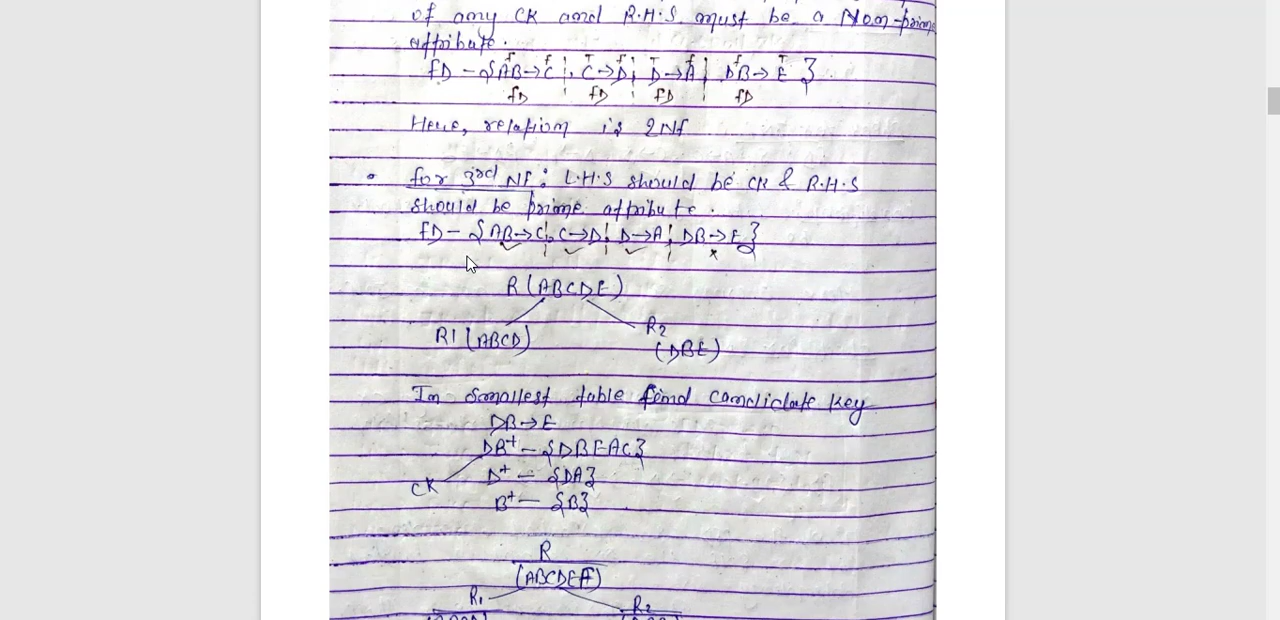 of any CK and R.H.S must be a Non-prime
attribute.
f f T f T f f T
fD - {AB→C, C→D, D→A, DB→E}
fD fD fD fD
Hence, relation is 2Nf
• for 3rd NF: L.H.S should be CK & R.H.S
should be prime attribute.
fD - {AB→C, C→D, D→A, DB→E}
✓ ✓ ✓ x
R (ABCDE)
R1 (ABCD) R2
(DBE)
In smallest table find candidate key
DB→E
DB+ - {DBEAC}
CK D+ - {DA}
B+ - {B}
R
(ABCDEF)
R1 R2